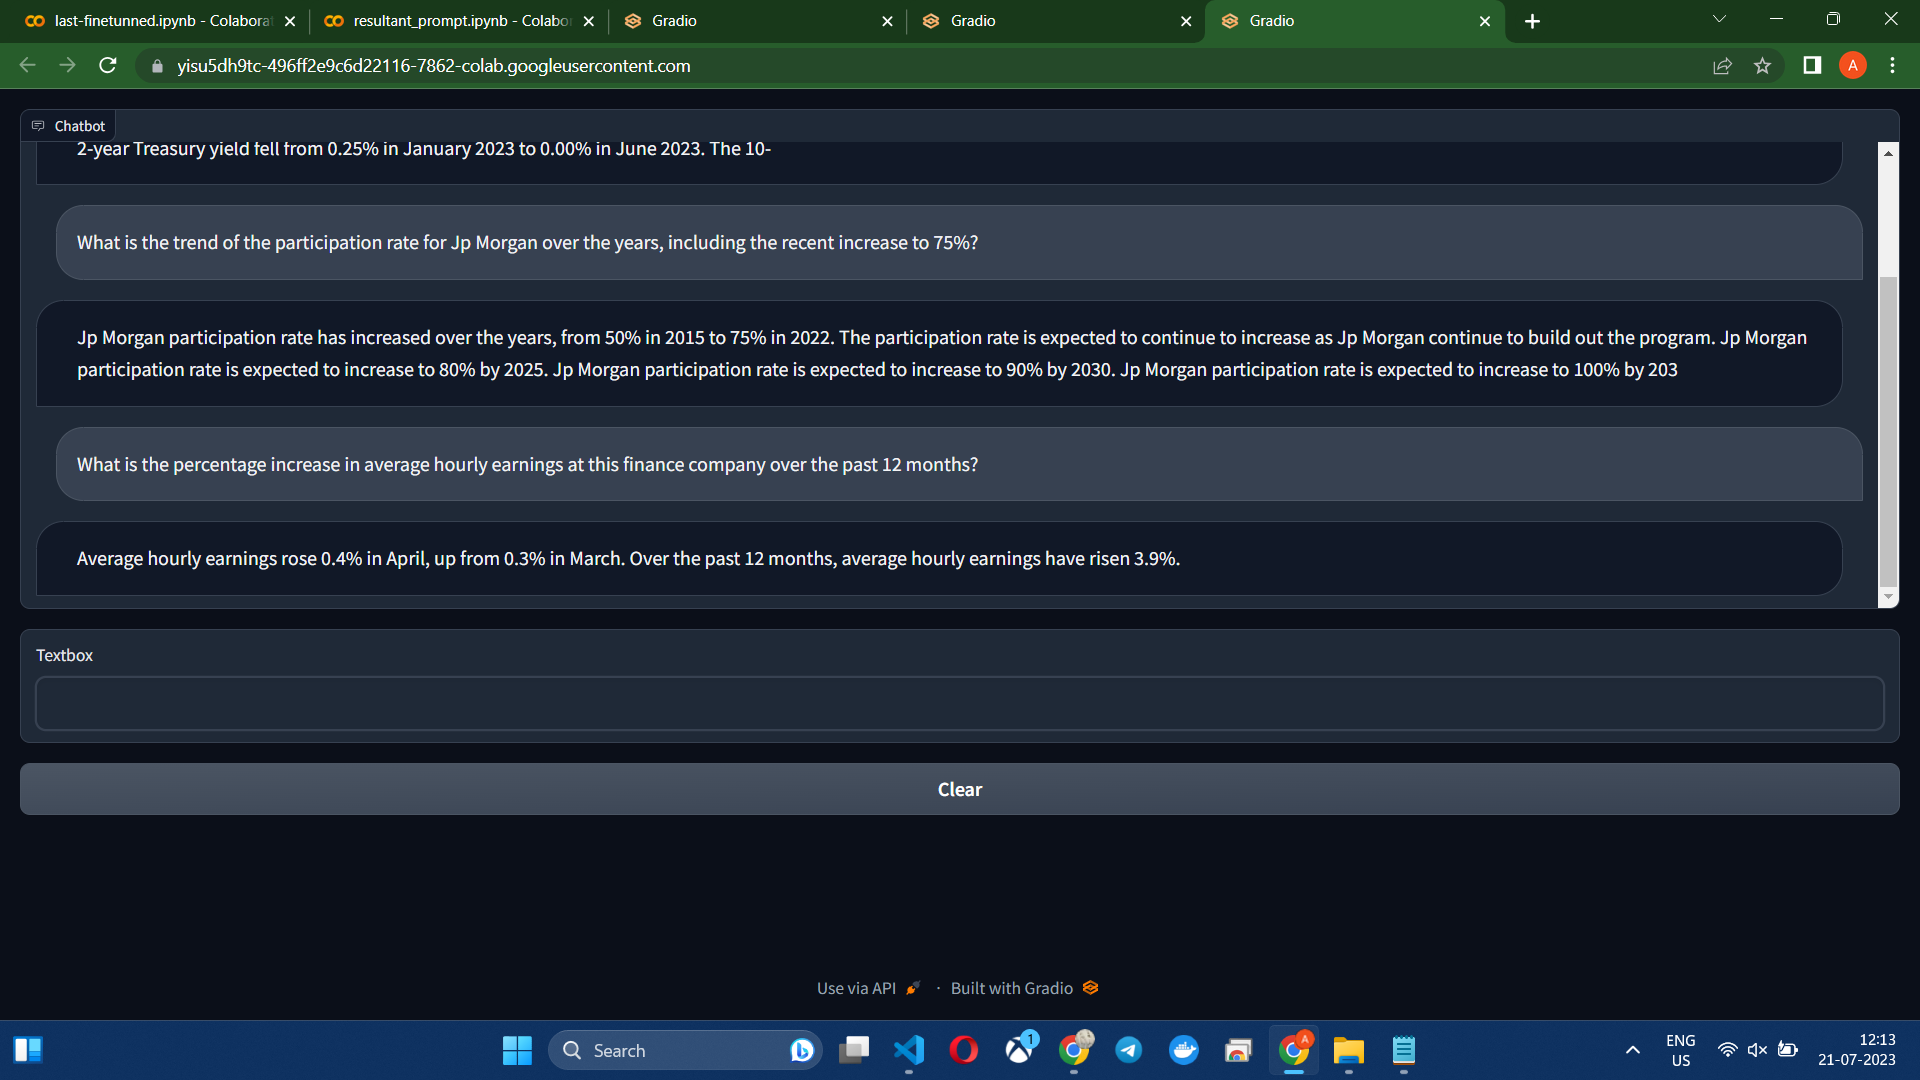 last-finetunned.ipynb - Colaborat
resultant_prompt.ipynb - Colabor
Gradio
Gradio
Gradio
yisu5dh9tc-496ff2e9c6d22116-7862-colab.googleusercontent.com
A
Chatbot
2-year Treasury yield fell from 0.25% in January 2023 to 0.00% in June 2023. The 10-
What is the trend of the participation rate for Jp Morgan over the years, including the recent increase to 75%?
Jp Morgan participation rate has increased over the years, from 50% in 2015 to 75% in 2022. The participation rate is expected to continue to increase as Jp Morgan continue to build out the program. Jp Morgan
participation rate is expected to increase to 80% by 2025. Jp Morgan participation rate is expected to increase to 90% by 2030. Jp Morgan participation rate is expected to increase to 100% by 203
What is the percentage increase in average hourly earnings at this finance company over the past 12 months?
Average hourly earnings rose 0.4% in April, up from 0.3% in March. Over the past 12 months, average hourly earnings have risen 3.9%.
Textbox
Clear
Use via API · Built with Gradio
Search
1
A
ENG
US
12:13
21-07-2023